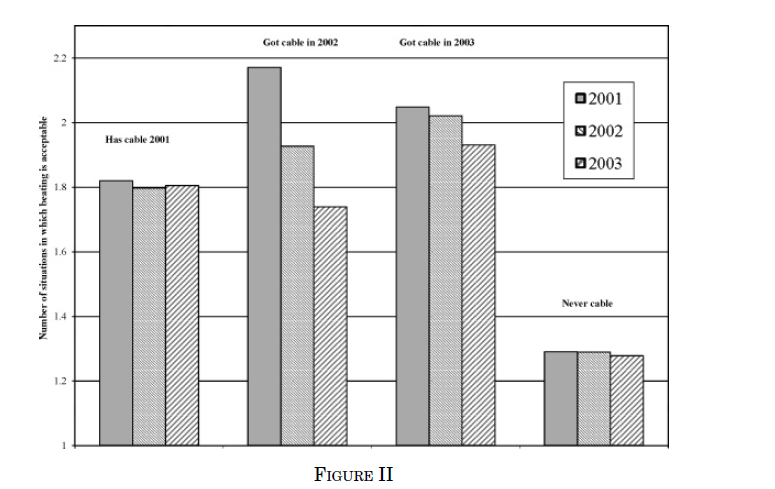 Got cable in 2002
Got cable in 2003
2.2
2001
2002
2003
Number of situations in which beating is acceptable
2
Has cable 2001
1.8
1.6
Never cable
1.4
1.2
1
FIGURE II